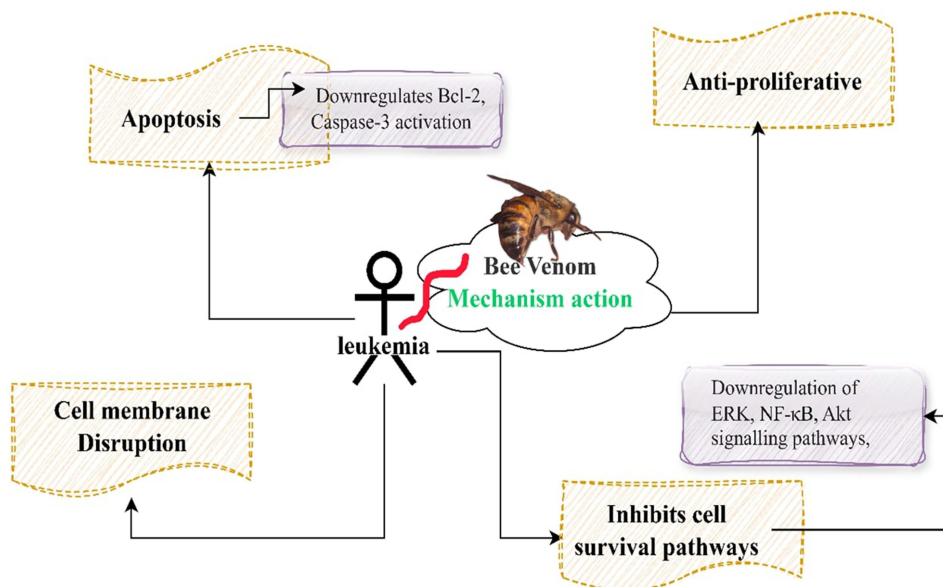 Apoptosis
Downregulates Bcl-2,
Caspase-3 activation
Anti-proliferative
Bee Venom
Mechanism action
leukemia
Cell membrane
Disruption
Downregulation of
ERK, NF-κB, Akt
signalling pathways,
Inhibits cell
survival pathways